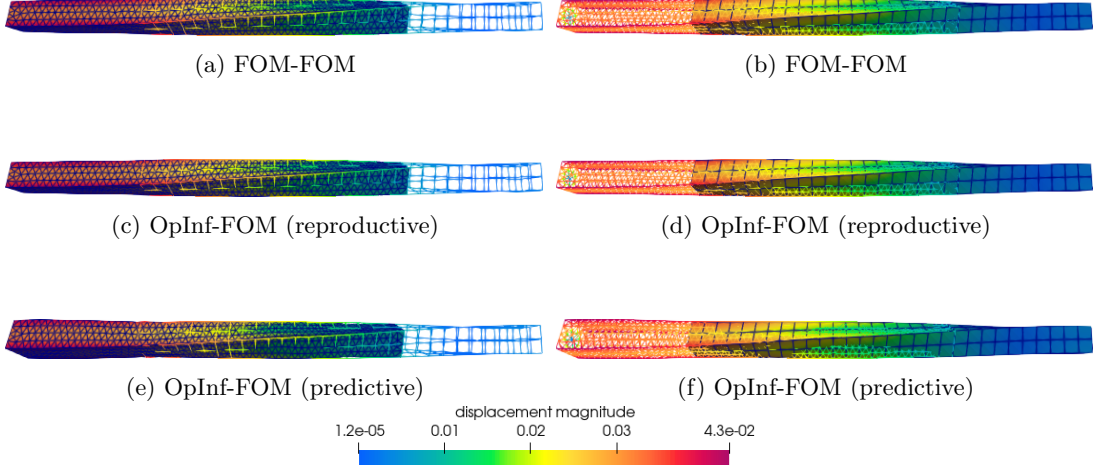 (a) FOM-FOM
(b) FOM-FOM
(c) OpInf-FOM (reproductive)
(d) OpInf-FOM (reproductive)
(e) OpInf-FOM (predictive)
(f) OpInf-FOM (predictive)
displacement magnitude
1.2e-05 0.01 0.02 0.03 4.3e-02